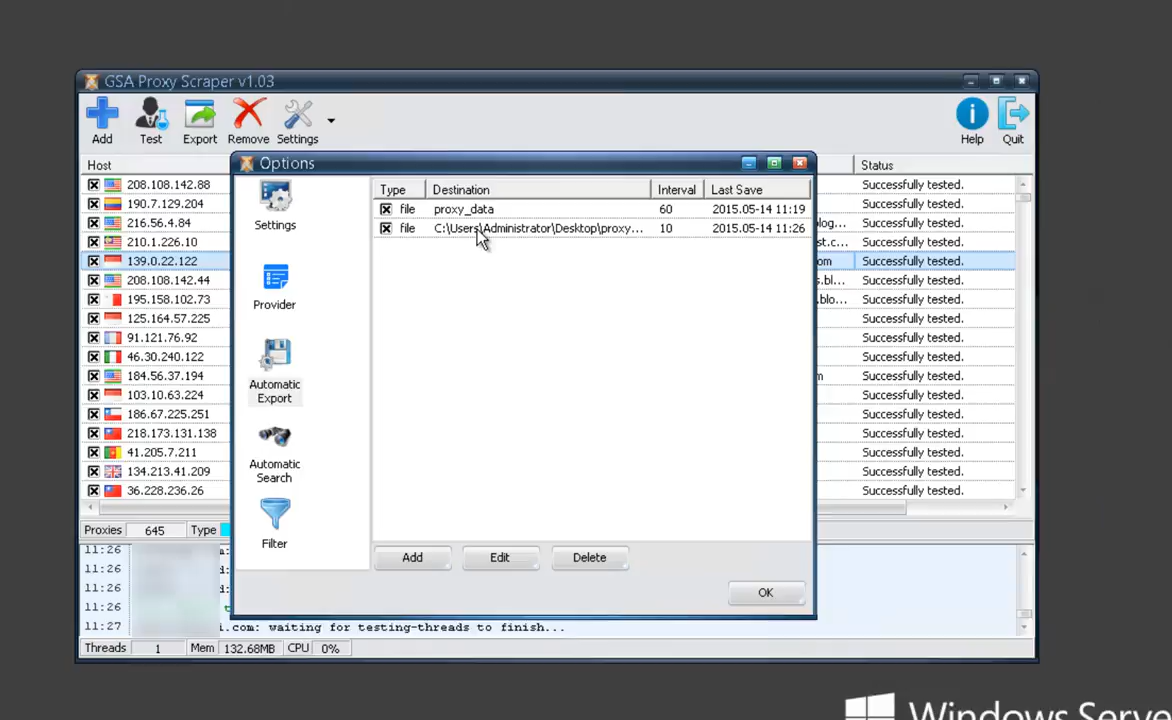 GSA Proxy Scraper v1.03
Add Test Export Remove Settings Help Quit
Host Status
208.108.142.88 Successfully tested.
190.7.129.204 Successfully tested.
216.56.4.84 blog... Successfully tested.
210.1.226.10 st.c... Successfully tested.
139.0.22.122 om Successfully tested.
208.108.142.44 s.bl... Successfully tested.
195.158.102.73 .blo... Successfully tested.
125.164.57.225 Successfully tested.
91.121.76.92 Successfully tested.
46.30.240.122 Successfully tested.
184.56.37.194 m Successfully tested.
103.10.63.224 Successfully tested.
186.67.225.251 Successfully tested.
218.173.131.138 Successfully tested.
41.205.7.211 Successfully tested.
134.213.41.209 Successfully tested.
36.228.236.26 Successfully tested.
Proxies 645 Type
Options
Settings
Provider
Automatic
Export
Automatic
Search
Filter
Type Destination Interval Last Save
file proxy_data 60 2015.05-14 11:19
file C:\Users\Administrator\Desktop\proxy... 10 2015.05-14 11:26
Add Edit Delete
OK
11:26
11:26
11:26
11:26
11:27 i.com: waiting for testing-threads to finish...
Threads 1 Mem 132.68MB CPU 0%
Windows Serve